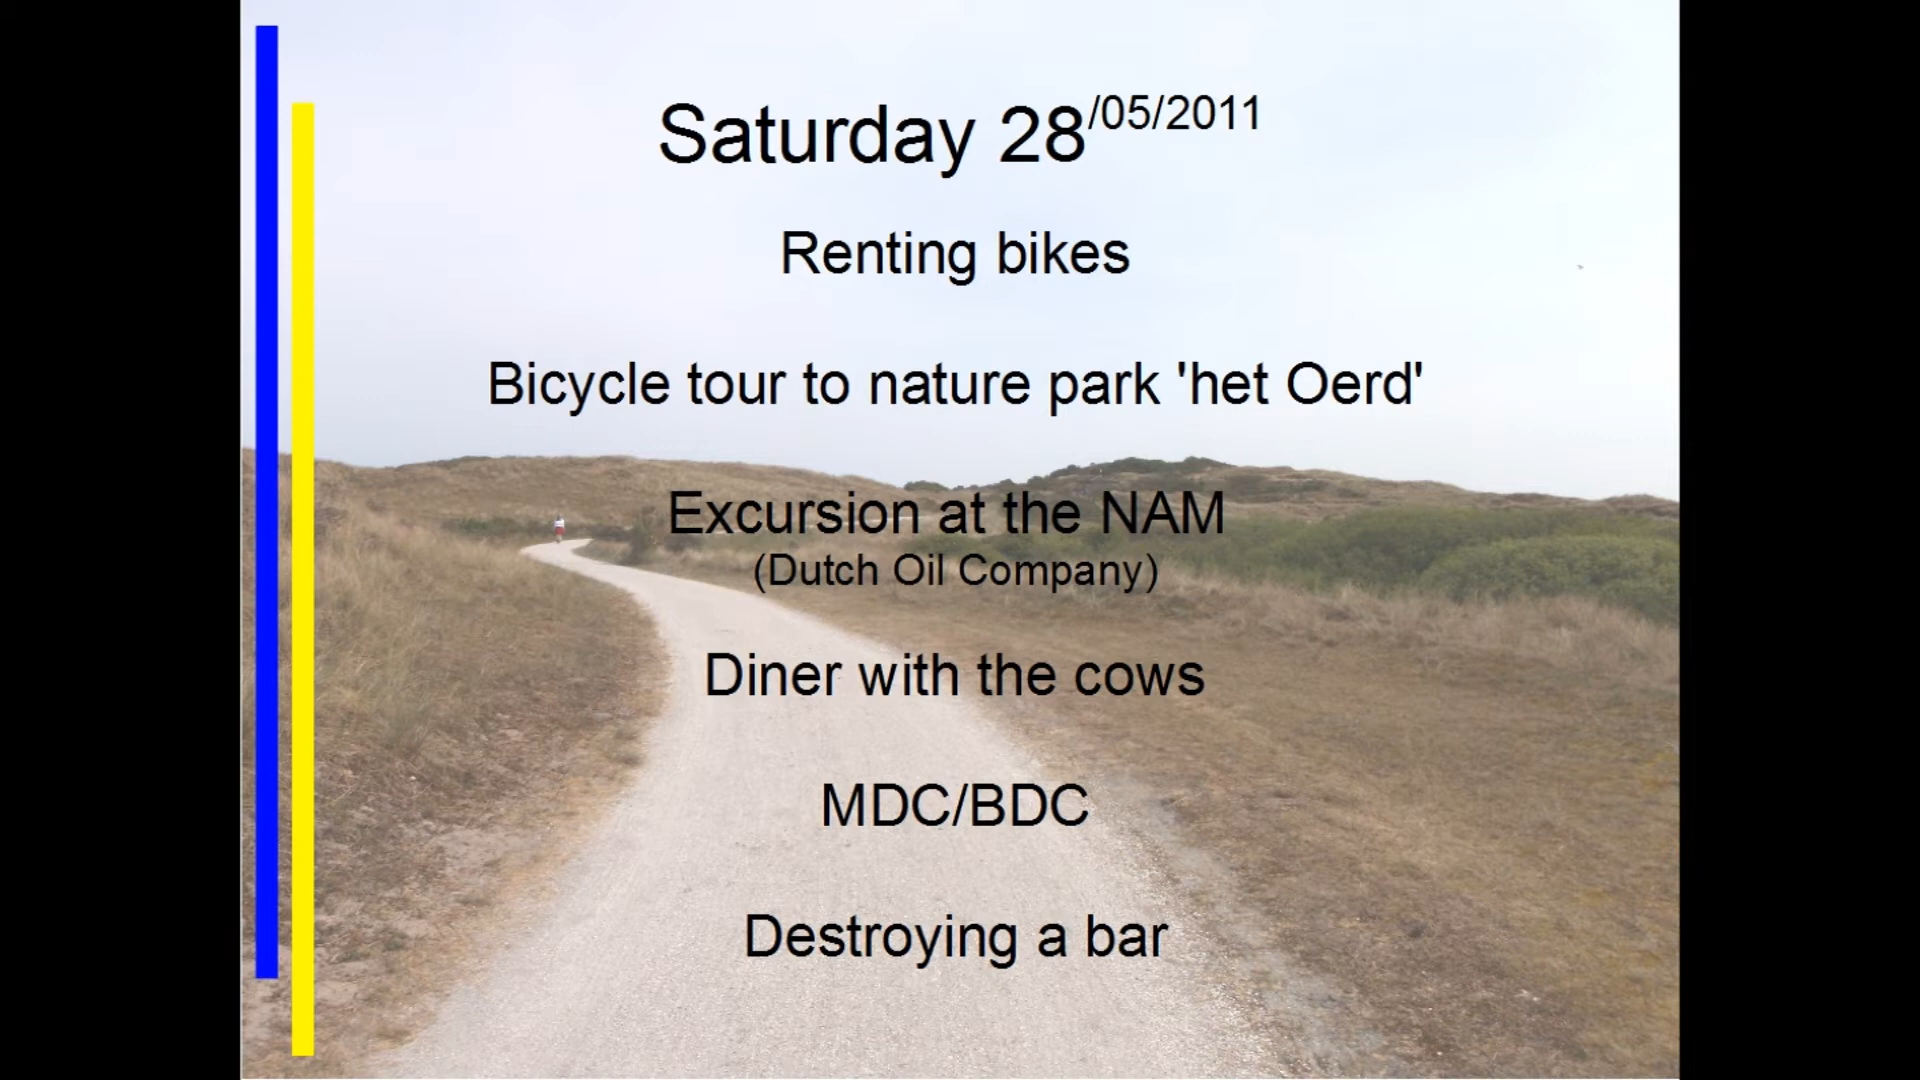 Saturday 28/05/2011
Renting bikes
Bicycle tour to nature park 'het Oerd'
Excursion at the NAM
(Dutch Oil Company)
Diner with the cows
MDC/BDC
Destroying a bar